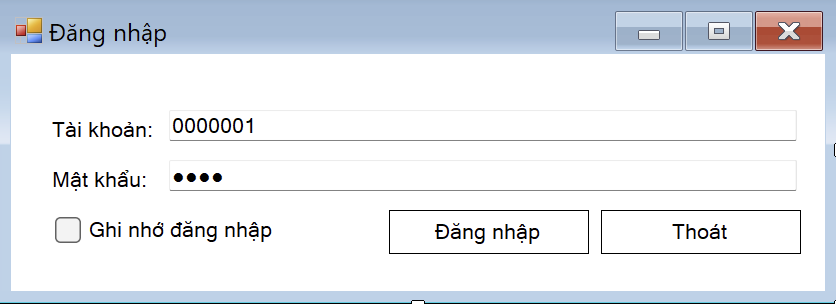 Đăng nhập
Tài khoản: 0000001
Mật khẩu: ●●●●
Ghi nhớ đăng nhập Đăng nhập Thoát